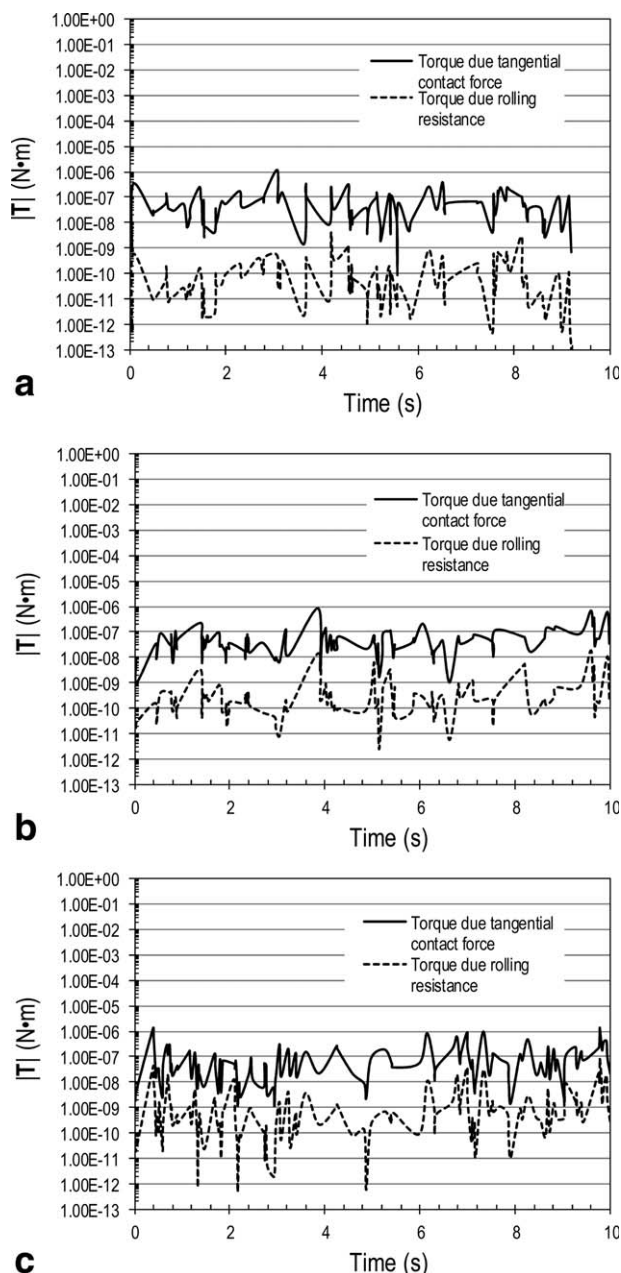 1.00E+00
1.00E-01
1.00E-02
1.00E-03
1.00E-04
1.00E-05
1.00E-06
1.00E-07
1.00E-08
1.00E-09
1.00E-10
1.00E-11
1.00E-12
1.00E-13
|T| (N•m)
Torque due tangential
contact force
Torque due rolling
resistance
0 2 4 6 8 10
Time (s)
a
1.00E+00
1.00E-01
1.00E-02
1.00E-03
1.00E-04
1.00E-05
1.00E-06
1.00E-07
1.00E-08
1.00E-09
1.00E-10
1.00E-11
1.00E-12
1.00E-13
|T| (N•m)
Torque due tangential
contact force
Torque due rolling
resistance
0 2 4 6 8 10
Time (s)
b
1.00E+00
1.00E-01
1.00E-02
1.00E-03
1.00E-04
1.00E-05
1.00E-06
1.00E-07
1.00E-08
1.00E-09
1.00E-10
1.00E-11
1.00E-12
1.00E-13
|T| (N•m)
Torque due tangential
contact force
Torque due rolling
resistance
0 2 4 6 8 10
Time (s)
c